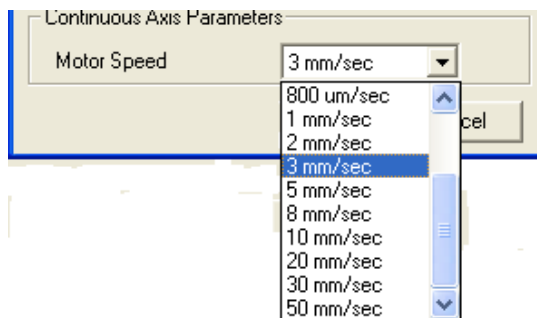 Continuous Axis Parameters
Motor Speed
3 mm/sec
800 um/sec
1 mm/sec
cel
2 mm/sec
3 mm/sec
5 mm/sec
8 mm/sec
10 mm/sec
20 mm/sec
30 mm/sec
50 mm/sec